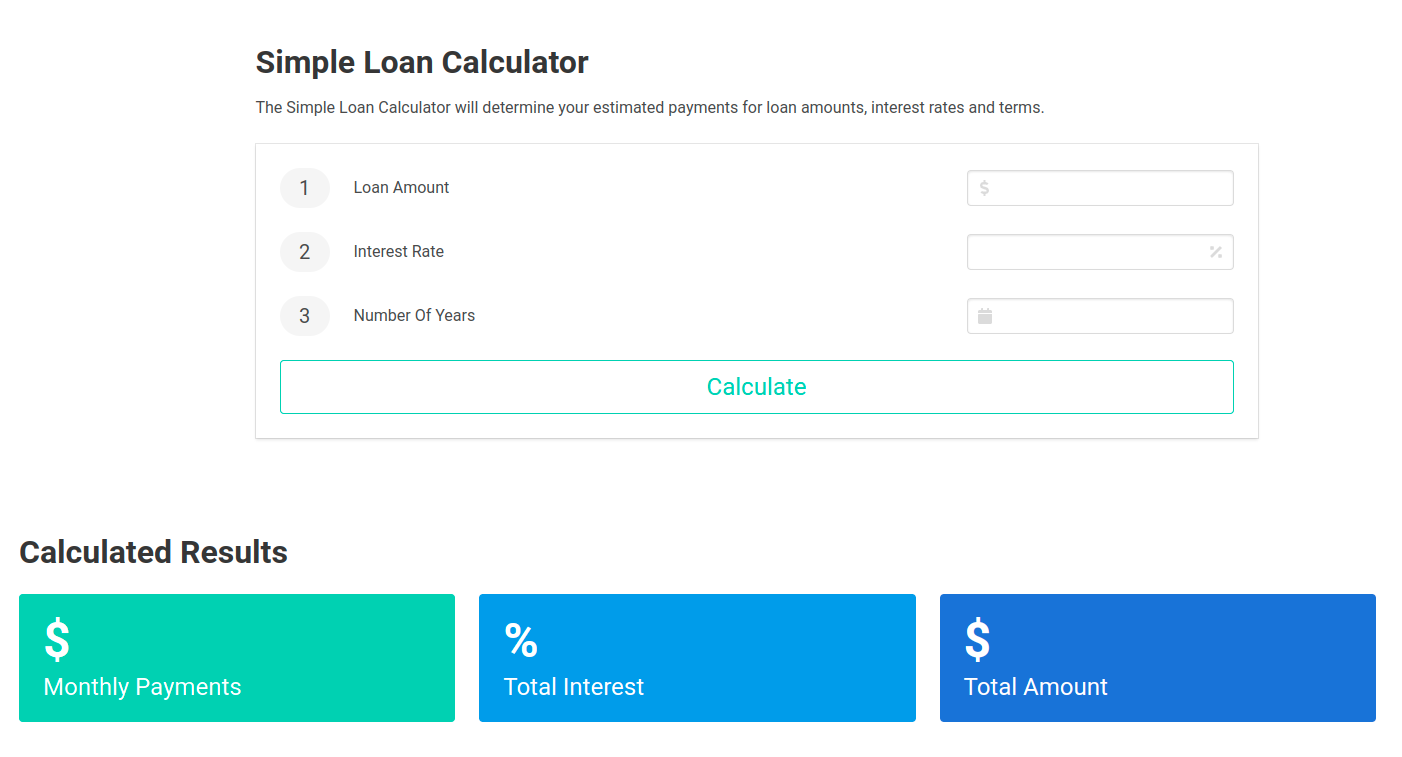 Simple Loan Calculator
The Simple Loan Calculator will determine your estimated payments for loan amounts, interest rates and terms.
1 Loan Amount $
2 Interest Rate %
3 Number Of Years
Calculate
Calculated Results
$ % $
Monthly Payments Total Interest Total Amount